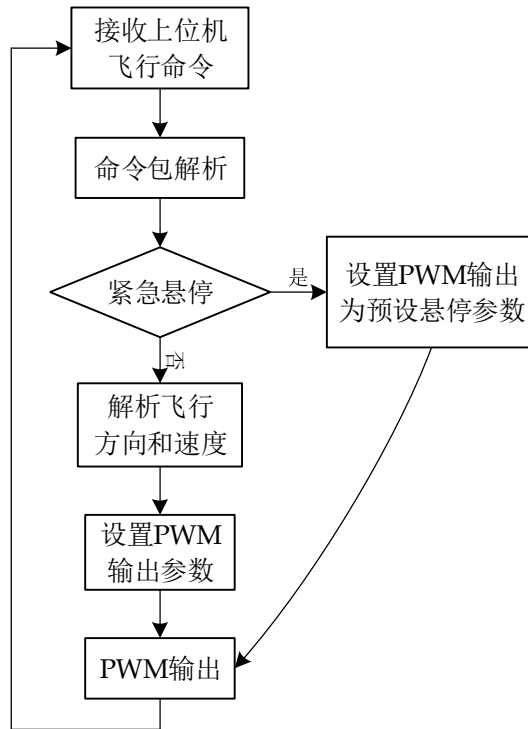 接收上位机
飞行命令
命令包解析
紧急悬停
是
设置PWM输出
为预设悬停参数
否
解析飞行
方向和速度
设置PWM
输出参数
PWM输出